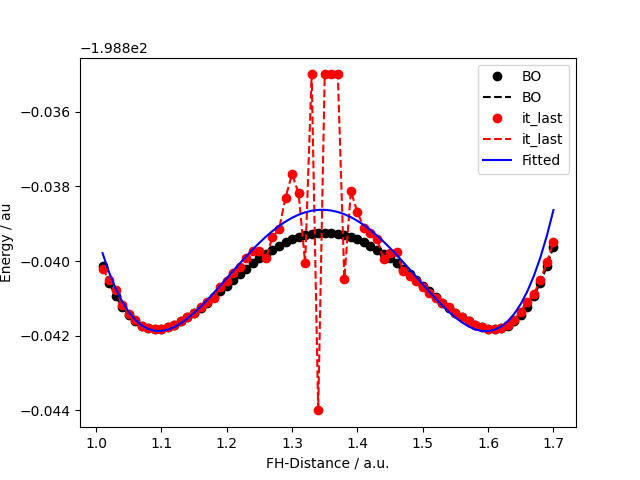 −1.988e2
Energy / au
−0.036
−0.038
−0.040
−0.042
−0.044
BO
BO
it_last
it_last
Fitted
1.0 1.1 1.2 1.3 1.4 1.5 1.6 1.7
FH-Distance / a.u.